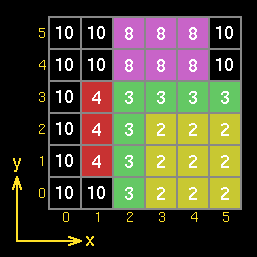 5 10 10 8 8 8 10
4 10 10 8 8 8 10
3 10 4 3 3 3 3
2 10 4 3 2 2 2
1 10 4 3 2 2 2
0 10 10 3 2 2 2
0 1 2 3 4 5
y
x